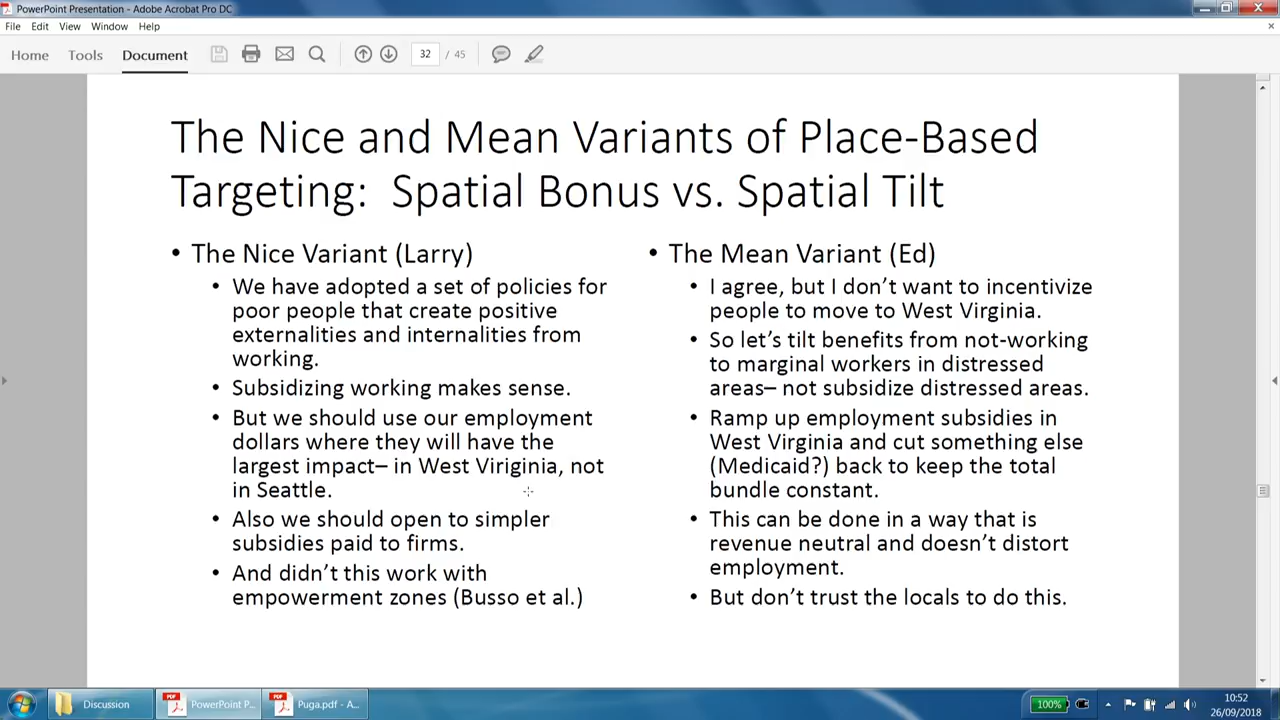 PowerPoint Presentation - Adobe Acrobat Pro DC
File Edit View Window Help
Home Tools Document 32 / 45
The Nice and Mean Variants of Place-Based
Targeting: Spatial Bonus vs. Spatial Tilt
• The Nice Variant (Larry)
• We have adopted a set of policies for
poor people that create positive
externalities and internalities from
working.
• Subsidizing working makes sense.
• But we should use our employment
dollars where they will have the
largest impact– in West Viriginia, not
in Seattle.
• Also we should open to simpler
subsidies paid to firms.
• And didn't this work with
empowerment zones (Busso et al.)
• The Mean Variant (Ed)
• I agree, but I don't want to incentivize
people to move to West Virginia.
• So let's tilt benefits from not-working
to marginal workers in distressed
areas– not subsidize distressed areas.
• Ramp up employment subsidies in
West Virginia and cut something else
(Medicaid?) back to keep the total
bundle constant.
• This can be done in a way that is
revenue neutral and doesn't distort
employment.
• But don't trust the locals to do this.
Discussion PowerPoint P... Puga.pdf - A... 100% 10:52
26/09/2018